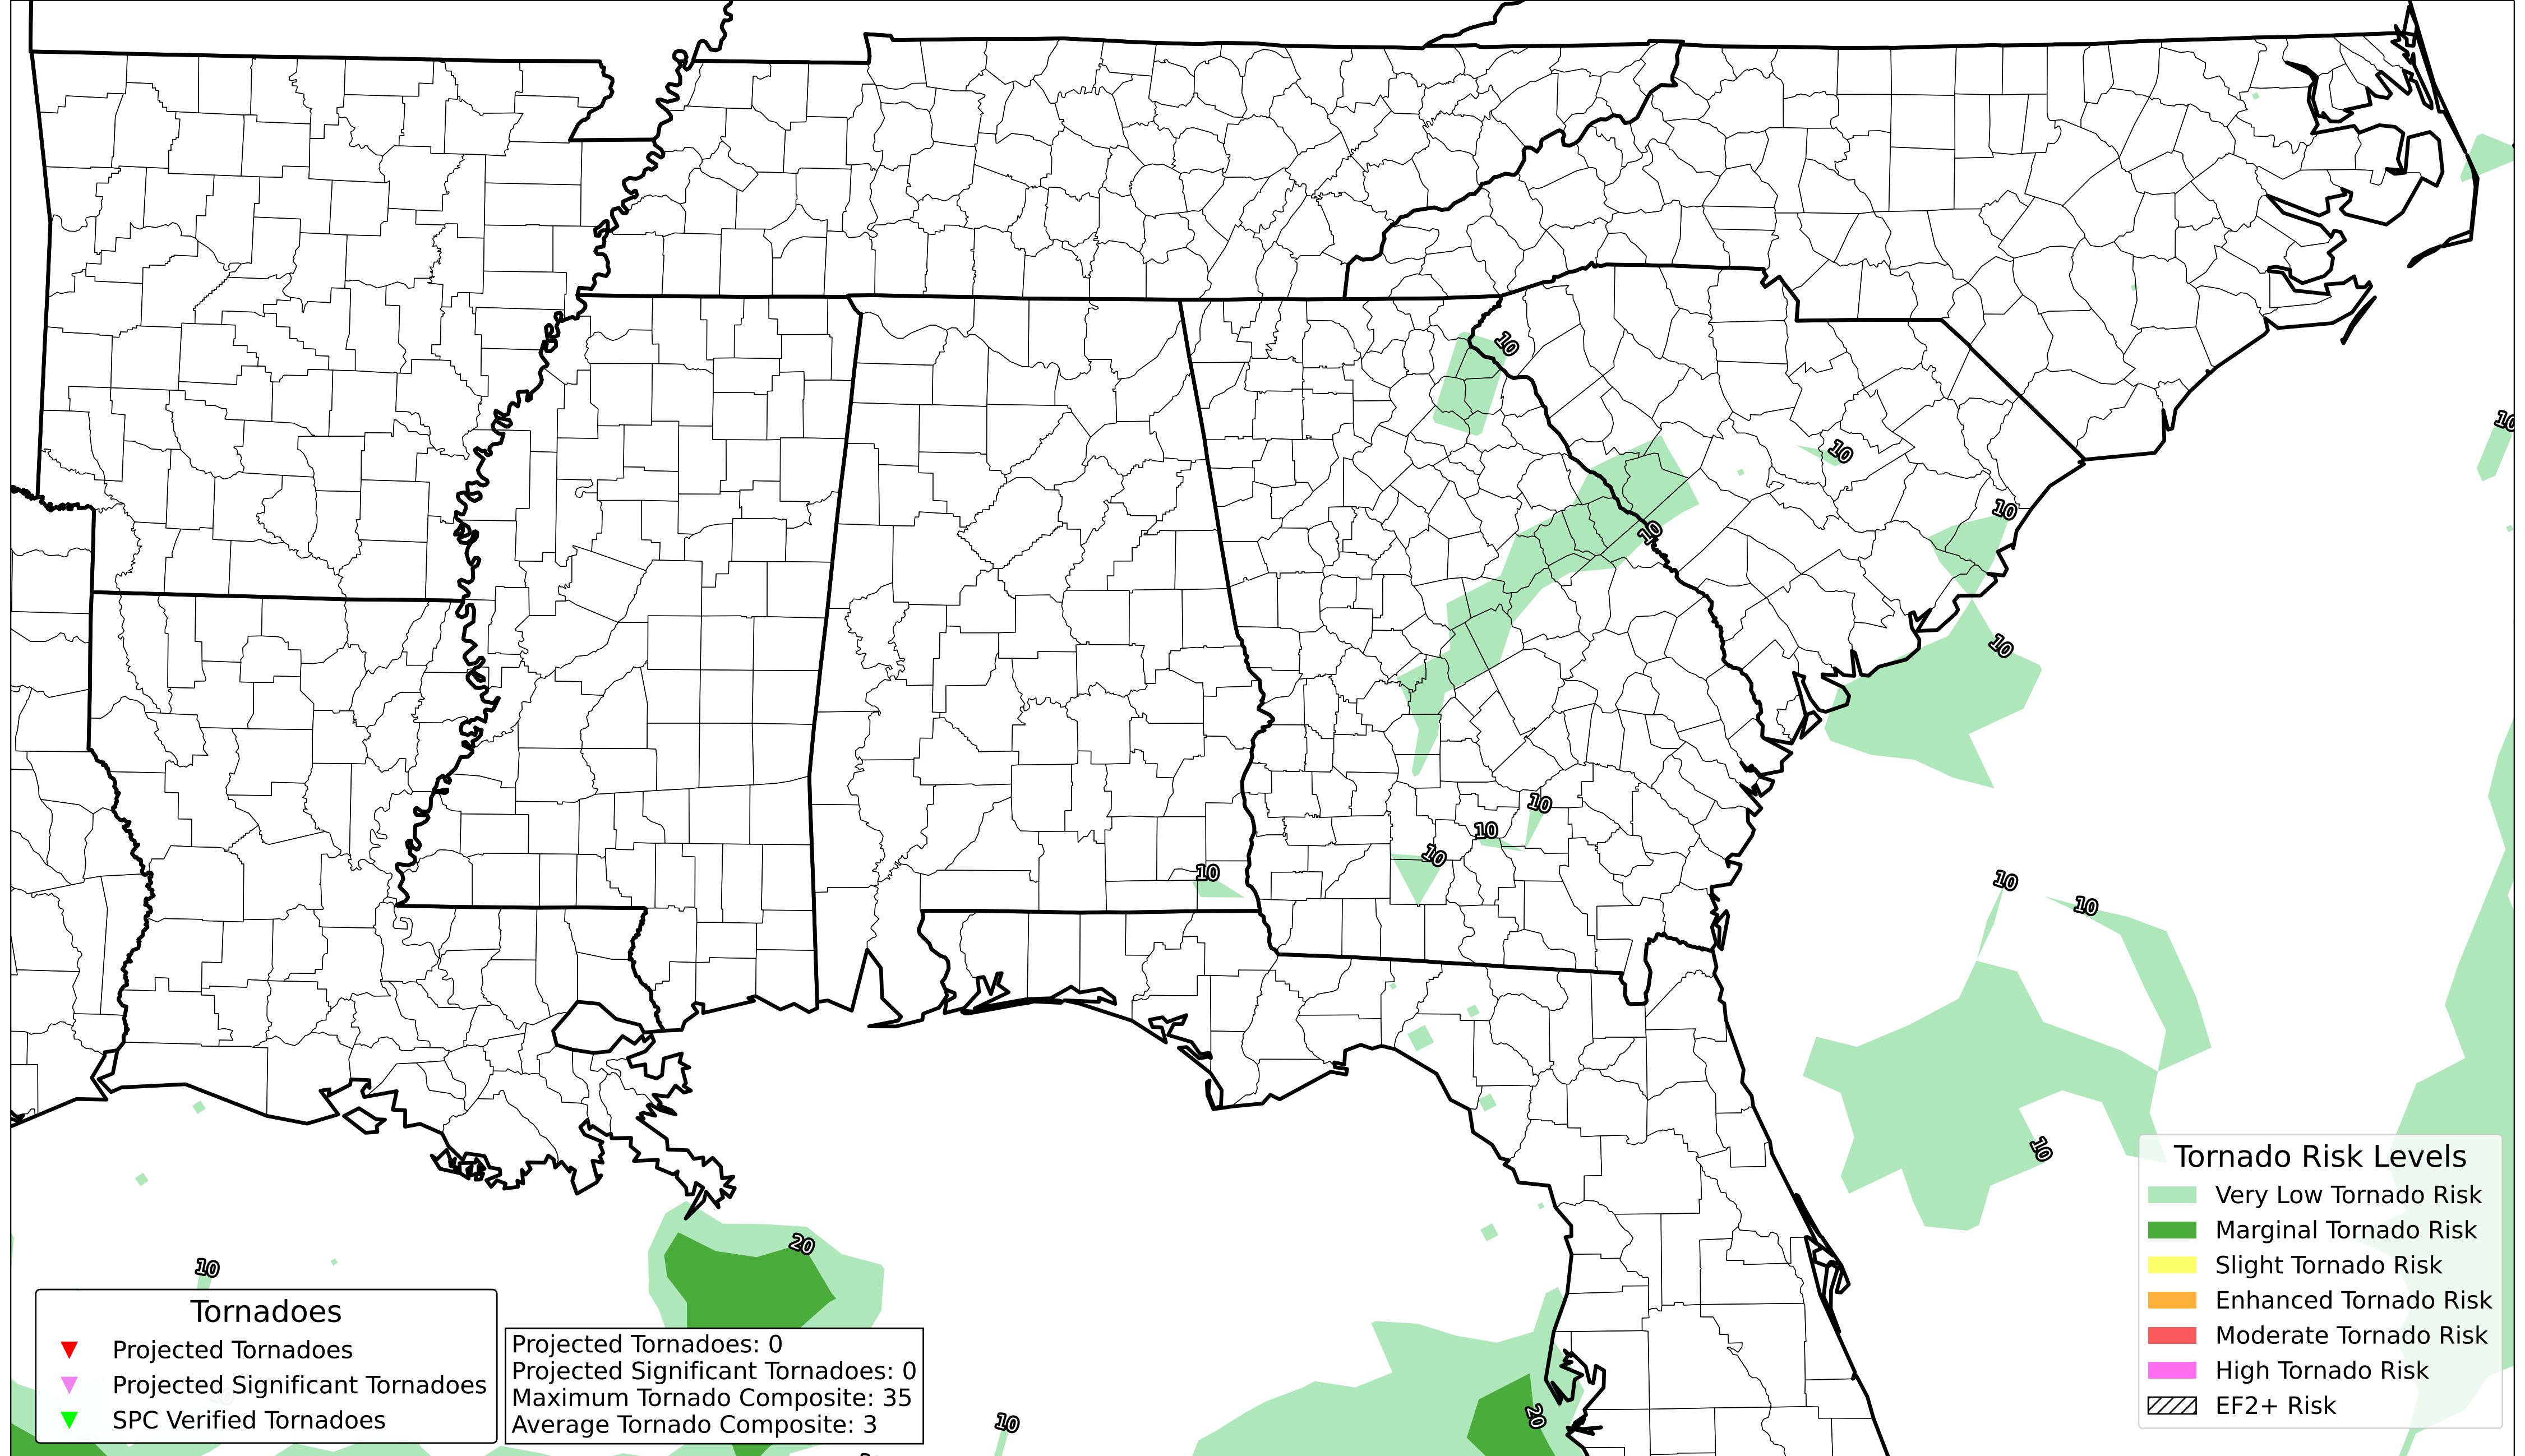 10
10
10
10
10
10
10
10
10
10
10
10
10
20
10
10
20
10
Tornado Risk Levels
Very Low Tornado Risk
Marginal Tornado Risk
Slight Tornado Risk
Enhanced Tornado Risk
Moderate Tornado Risk
High Tornado Risk
EF2+ Risk
Tornadoes
Projected Tornadoes
Projected Significant Tornadoes
SPC Verified Tornadoes
Projected Tornadoes: 0
Projected Significant Tornadoes: 0
Maximum Tornado Composite: 35
Average Tornado Composite: 3